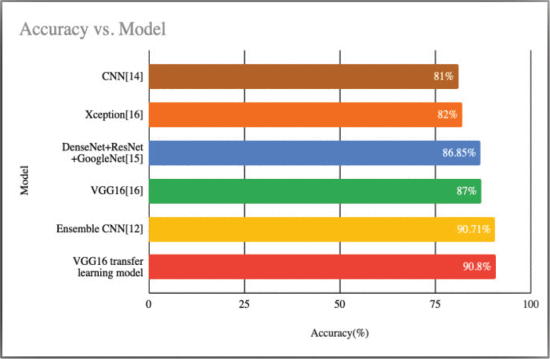 Accuracy vs. Model
Model
CNN[14]
81%
Xception[16]
82%
DenseNet+ResNet
+GoogleNet[15]
86.85%
VGG16[16]
87%
Ensemble CNN[12]
90.71%
VGG16 transfer
learning model
90.8%
0 25 50 75 100
Accuracy(%)